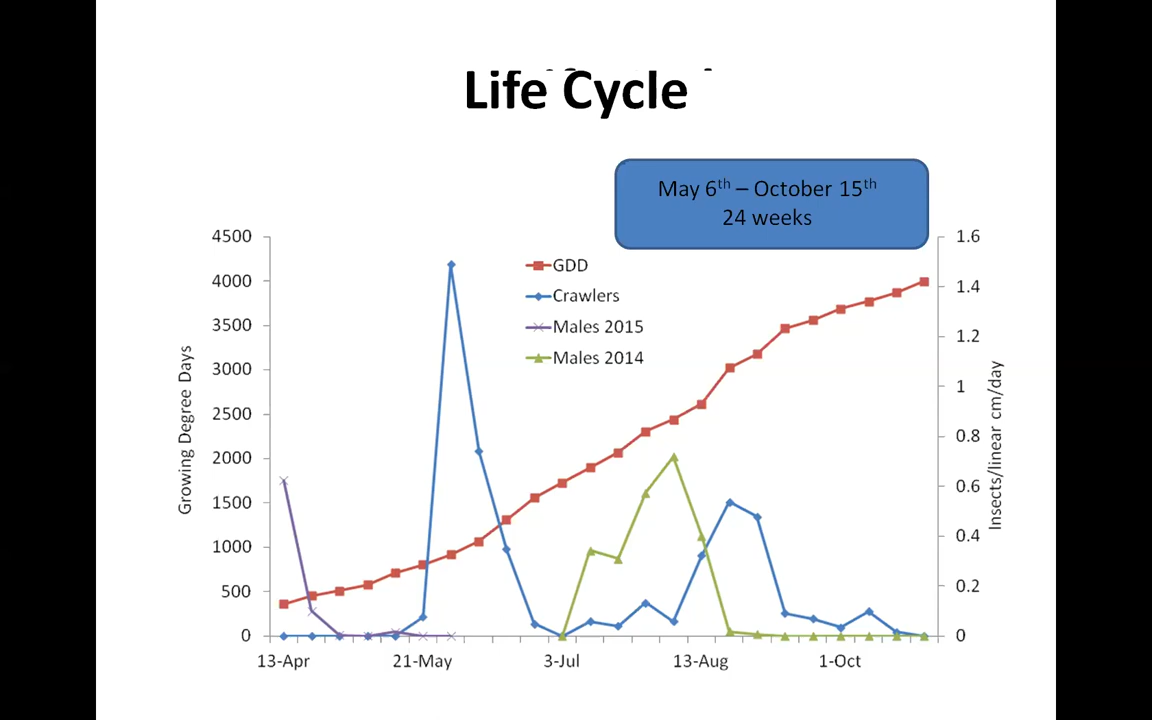 Life Cycle
May 6th – October 15th
24 weeks
4500
4000
3500
3000
2500
2000
1500
1000
500
0
Growing Degree Days
GDD
Crawlers
Males 2015
Males 2014
1.6
1.4
1.2
1
0.8
0.6
0.4
0.2
0
Insects/linear cm/day
13-Apr 21-May 3-Jul 13-Aug 1-Oct